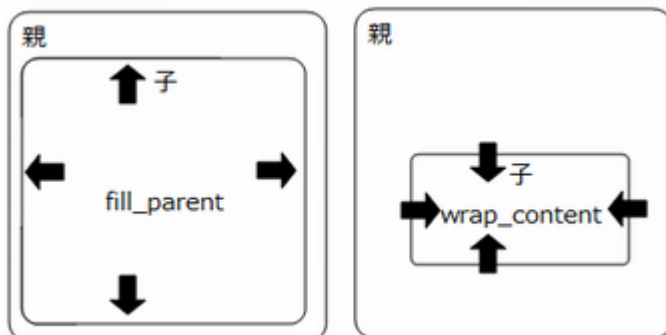 親
子
fill_parent
親
子
wrap_content